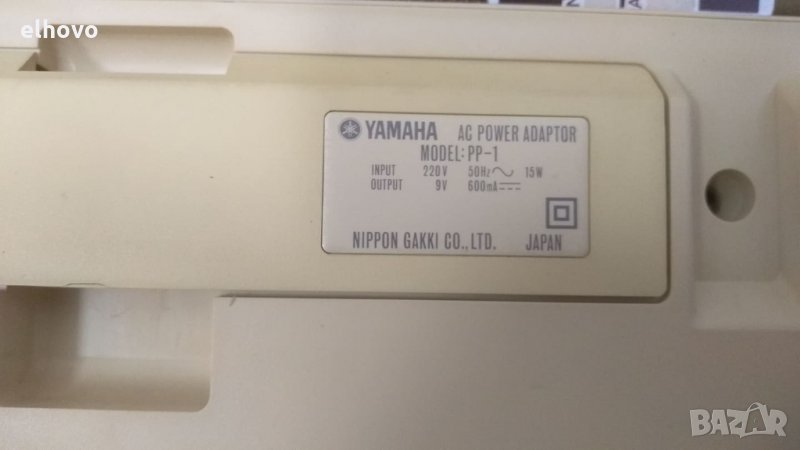 elhovo
YAMAHA AC POWER ADAPTOR
MODEL: PP-1
INPUT 220V 50Hz 15W
OUTPUT 9V 600mA
NIPPON GAKKI CO., LTD. JAPAN
BAZAR